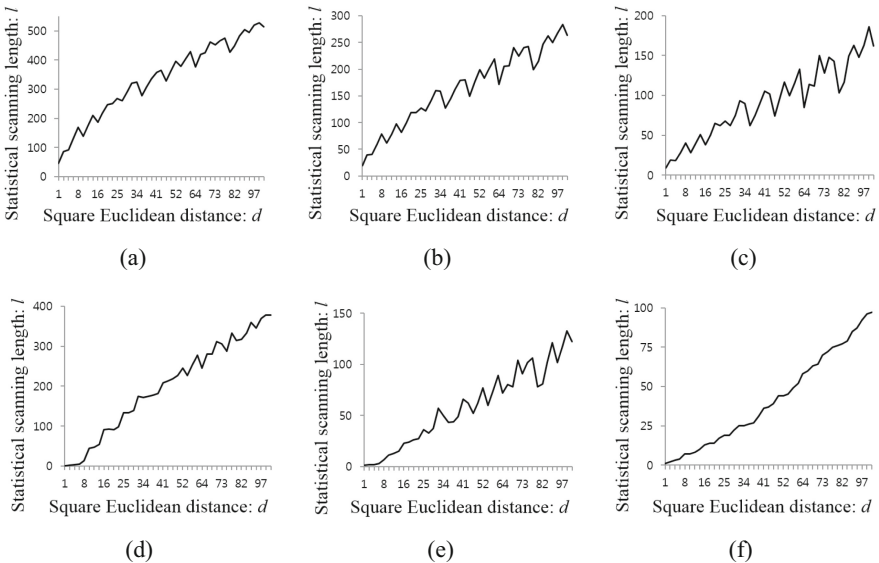 Statistical scanning length: l
500
400
300
200
100
0
1 8 16 25 34 41 52 64 73 82 97
Square Euclidean distance: d
(a)
Statistical scanning length: l
300
250
200
150
100
50
0
1 8 16 25 34 41 52 64 73 82 97
Square Euclidean distance: d
(b)
Statistical scanning length: l
200
150
100
50
0
1 8 16 25 34 41 52 64 73 82 97
Square Euclidean distance: d
(c)
Statistical scanning length: l
400
300
200
100
0
1 8 16 25 34 41 52 64 73 82 97
Square Euclidean distance: d
(d)
Statistical scanning length: l
150
100
50
0
1 8 16 25 34 41 52 64 73 82 97
Square Euclidean distance: d
(e)
Statistical scanning length: l
100
75
50
25
0
1 8 16 25 34 41 52 64 73 82 97
Square Euclidean distance: d
(f)